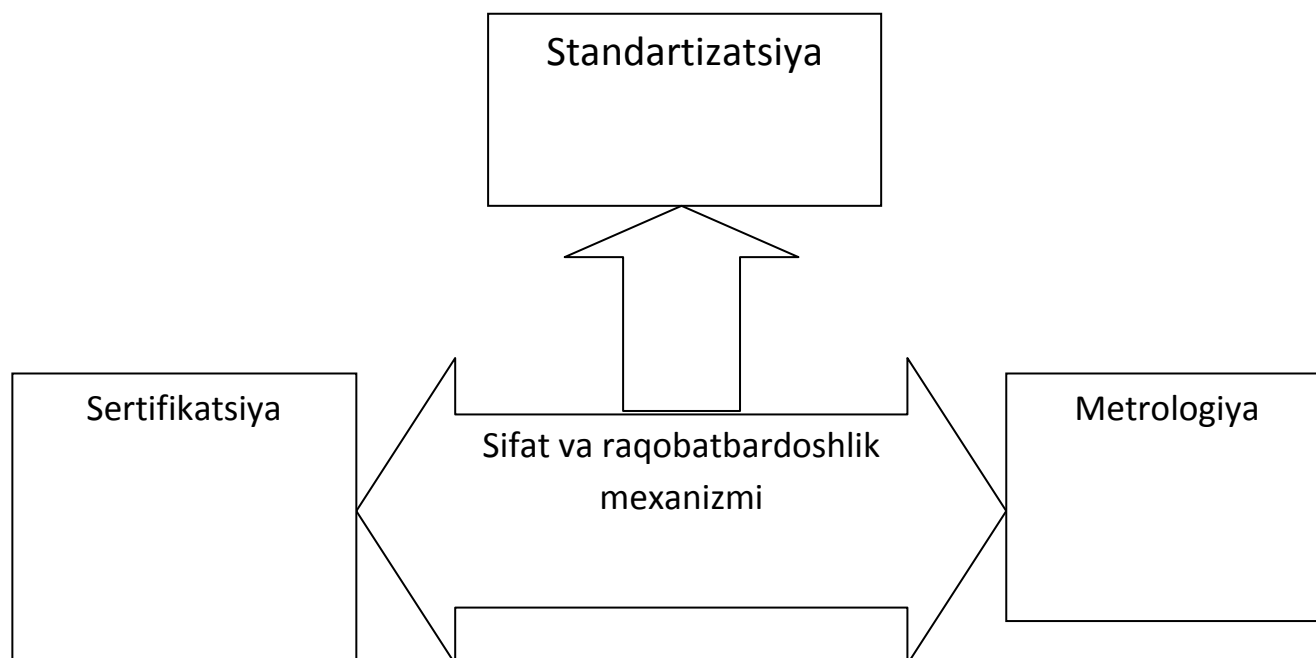 Standartizatsiya
Sertifikatsiya
Sifat va raqobatbardoshlik
mexanizmi
Metrologiya